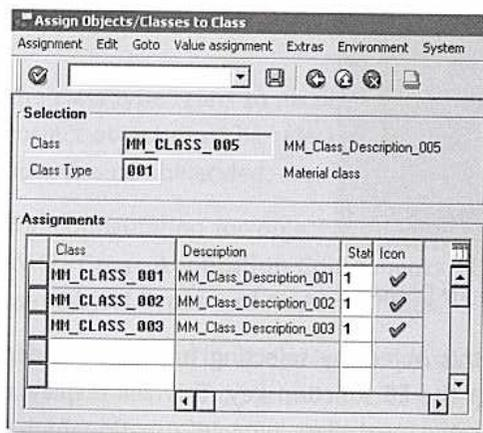 Assign Objects/Classes to Class
Assignment Edit Goto Value assignment Extras Environment System
Selection
Class MM_CLASS_005 MM_Class_Description_005
Class Type 001 Material class
Assignments
Class Description Stat Icon
MM_CLASS_001 MM_Class_Description_001 1
MM_CLASS_002 MM_Class_Description_002 1
MM_CLASS_003 MM_Class_Description_003 1